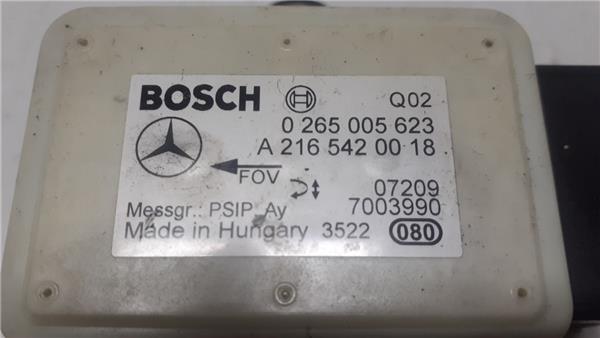 BOSCH Q02
0 265 005 623
A 216 542 00 18
FOV
07209
Messgr.: PSIP, Ay 7003990
Made in Hungary 3522 080